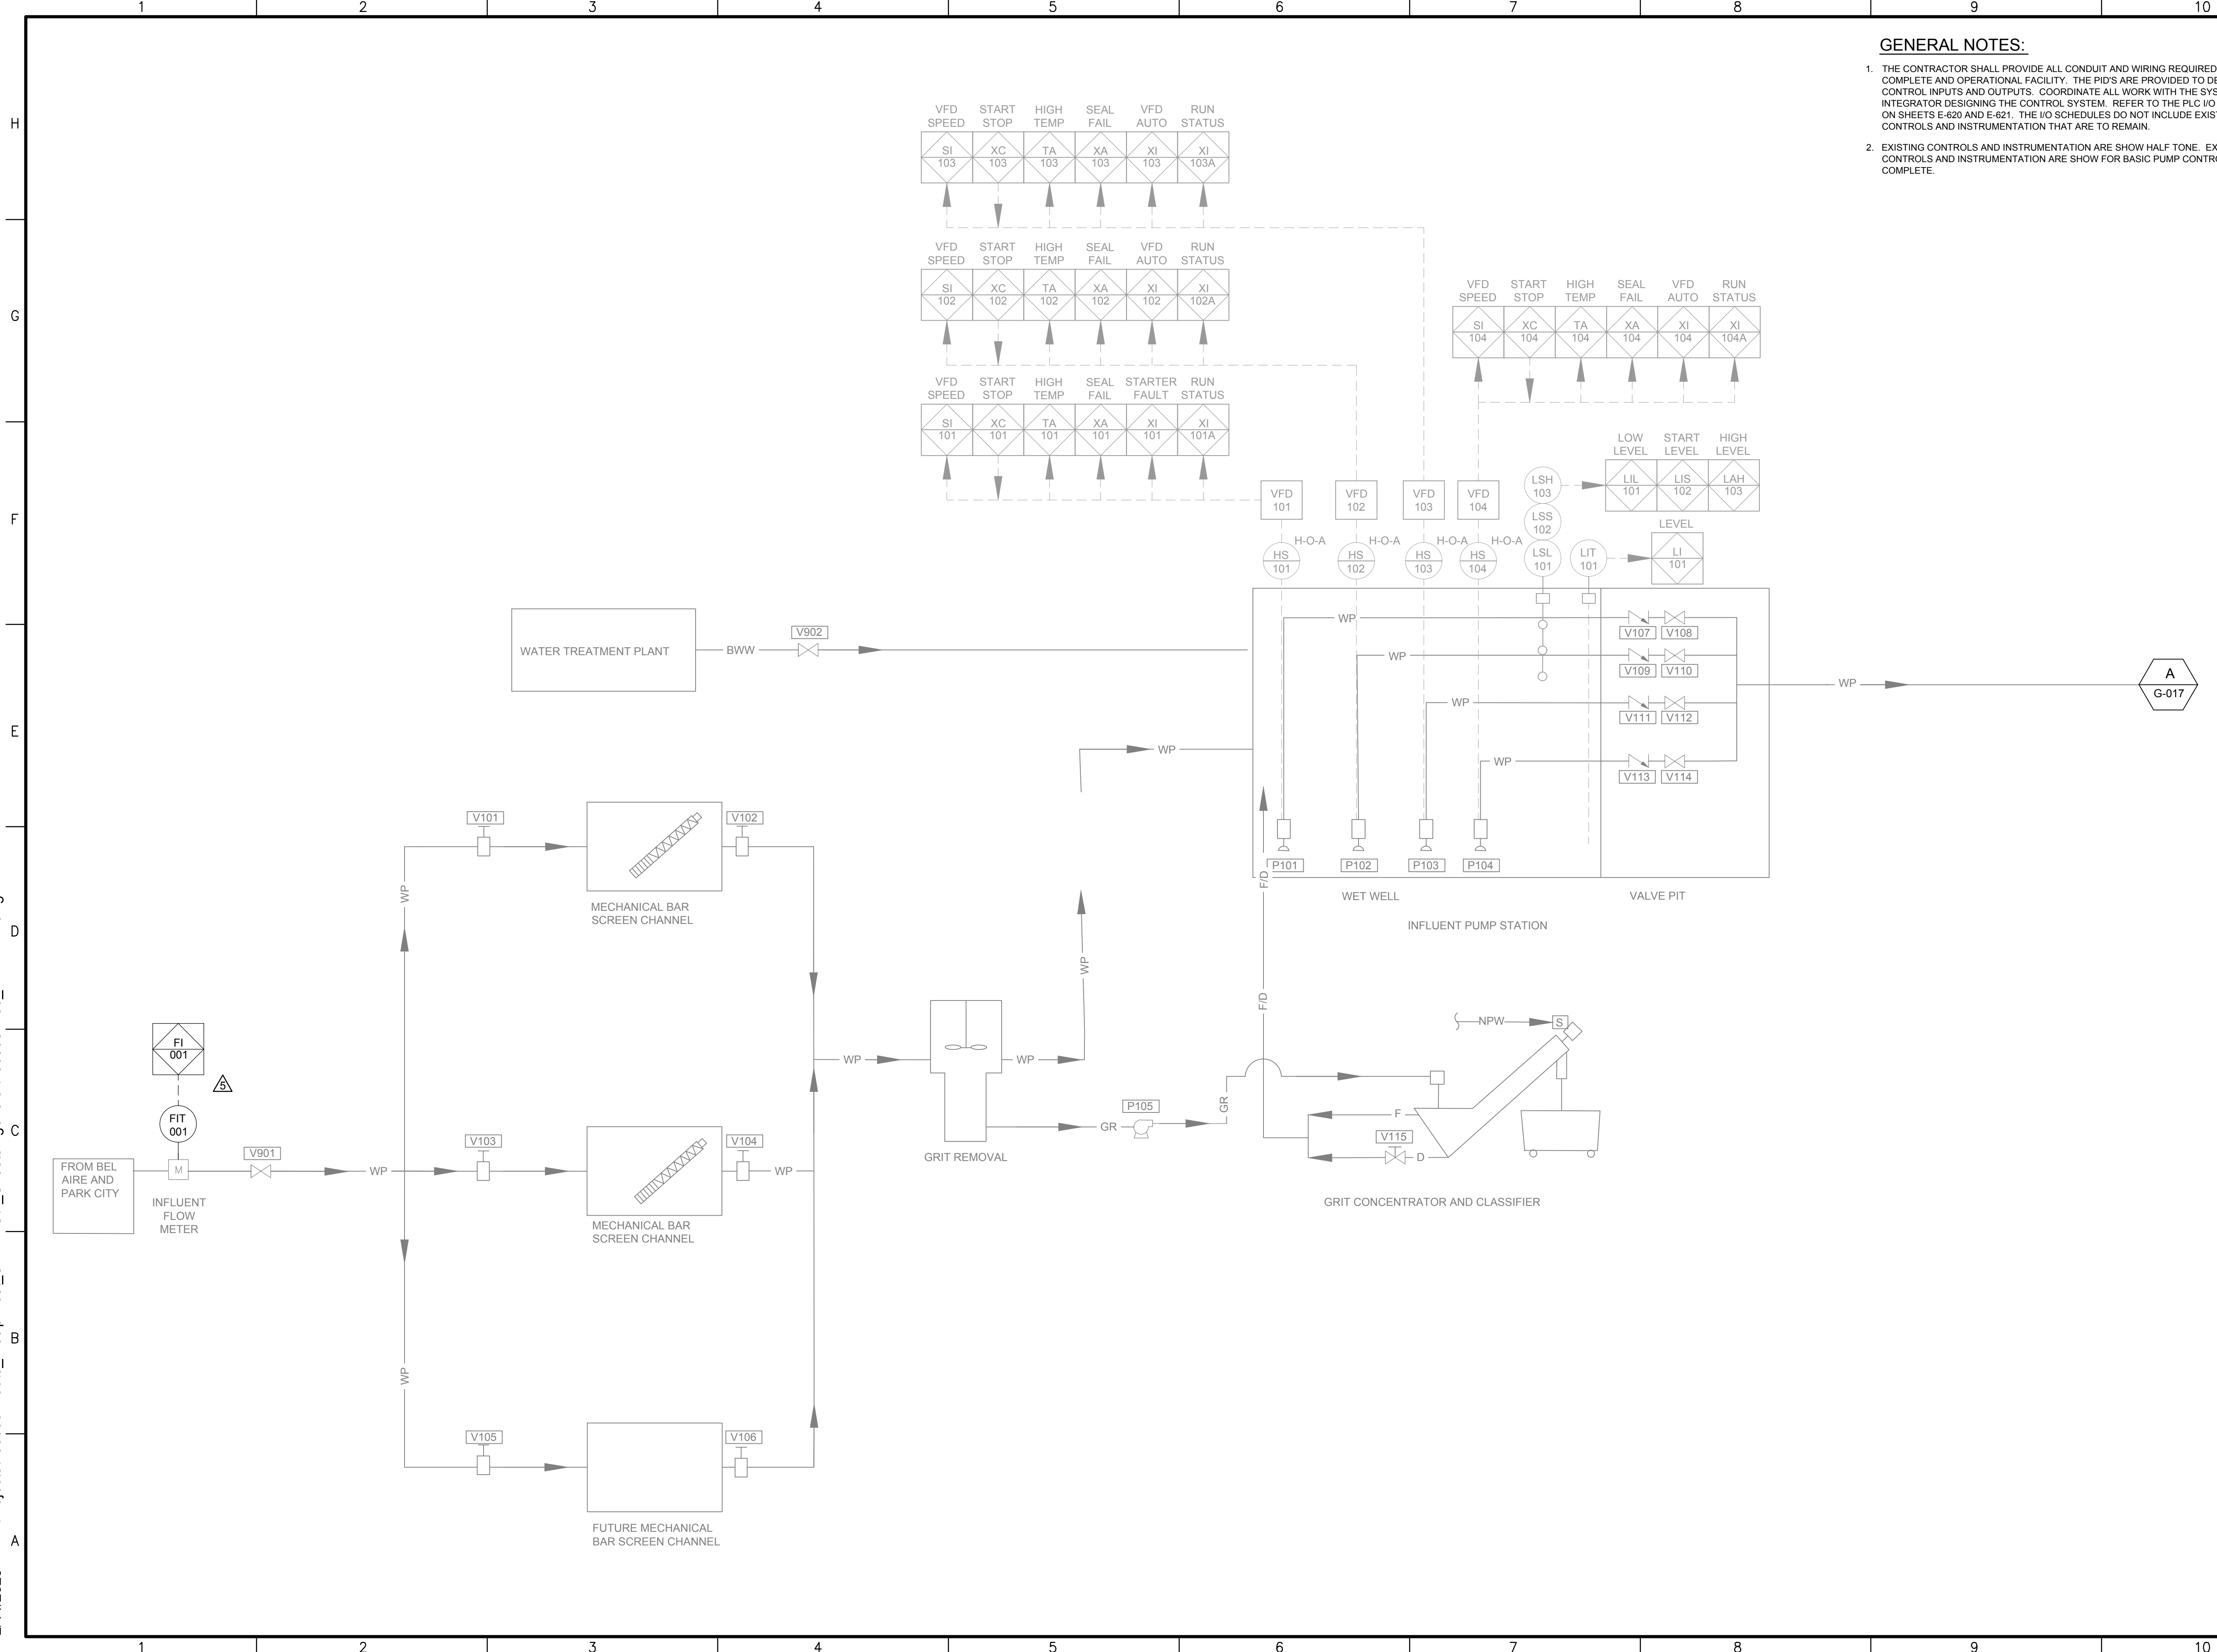 1 2 3 4 5 6 7 8 9 10
GENERAL NOTES:
1. THE CONTRACTOR SHALL PROVIDE ALL CONDUIT AND WIRING REQUIRED
COMPLETE AND OPERATIONAL FACILITY. THE PID'S ARE PROVIDED TO
CONTROL INPUTS AND OUTPUTS. COORDINATE ALL WORK WITH THE
INTEGRATOR DESIGNING THE CONTROL SYSTEM. REFER TO THE PLC I/O
ON SHEETS E-620 AND E-621. THE I/O SCHEDULES DO NOT INCLUDE
CONTROLS AND INSTRUMENTATION THAT ARE TO REMAIN.
2. EXISTING CONTROLS AND INSTRUMENTATION ARE SHOW HALF TONE.
CONTROLS AND INSTRUMENTATION ARE SHOW FOR BASIC PUMP
COMPLETE.
H
VFD START HIGH SEAL VFD RUN
SPEED STOP TEMP FAIL AUTO STATUS
SI XC TA XA XI XI
103 103 103 103 103 103A
G
VFD START HIGH SEAL VFD RUN
SPEED STOP TEMP FAIL AUTO STATUS
SI XC TA XA XI XI
102 102 102 102 102 102A
VFD START HIGH SEAL VFD RUN
SPEED STOP TEMP FAIL AUTO STATUS
SI XC TA XA XI XI
104 104 104 104 104 104A
VFD START HIGH SEAL STARTER RUN
SPEED STOP TEMP FAIL FAULT STATUS
SI XC TA XA XI XI
101 101 101 101 101 101A
LOW START HIGH
LEVEL LEVEL LEVEL
LIL LIS LAH
101 102 103
F
VFD VFD VFD VFD
101 102 103 104
LSH
103
LSS
102
LSL
101
LIT
101
LEVEL
LI
101
H-O-A H-O-A H-O-A H-O-A
HS HS HS HS
101 102 103 104
WATER TREATMENT PLANT
BWW
V902
WP
V107 V108
WP
V109 V110
WP
V111 V112
WP
V113 V114
WP
A
G-017
E
WP
P101 P102 P103 P104
WET WELL
VALVE PIT
INFLUENT PUMP STATION
V101
V102
MECHANICAL BAR
SCREEN CHANNEL
WP
D
WP
F/D
F/D
NPW
S
FI
001
5
FIT
001
C
WP
WP
P105
GR
GR
GRIT REMOVAL
F
V115
D
GRIT CONCENTRATOR AND CLASSIFIER
FROM BEL
AIRE AND
PARK CITY
M
INFLUENT
FLOW
METER
V901
WP
V103
V104
WP
MECHANICAL BAR
SCREEN CHANNEL
B
WP
V105
V106
FUTURE MECHANICAL
BAR SCREEN CHANNEL
A
1 2 3 4 5 6 7 8 9 10